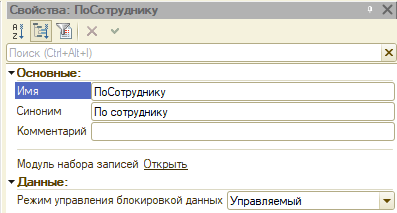 Свойства: ПоСотруднику
Поиск (Ctrl+Alt+I)
Основные:
Имя ПоСотруднику
Синоним По сотруднику
Комментарий
Модуль набора записей Открыть
Данные:
Режим управления блокировкой данных Управляемый